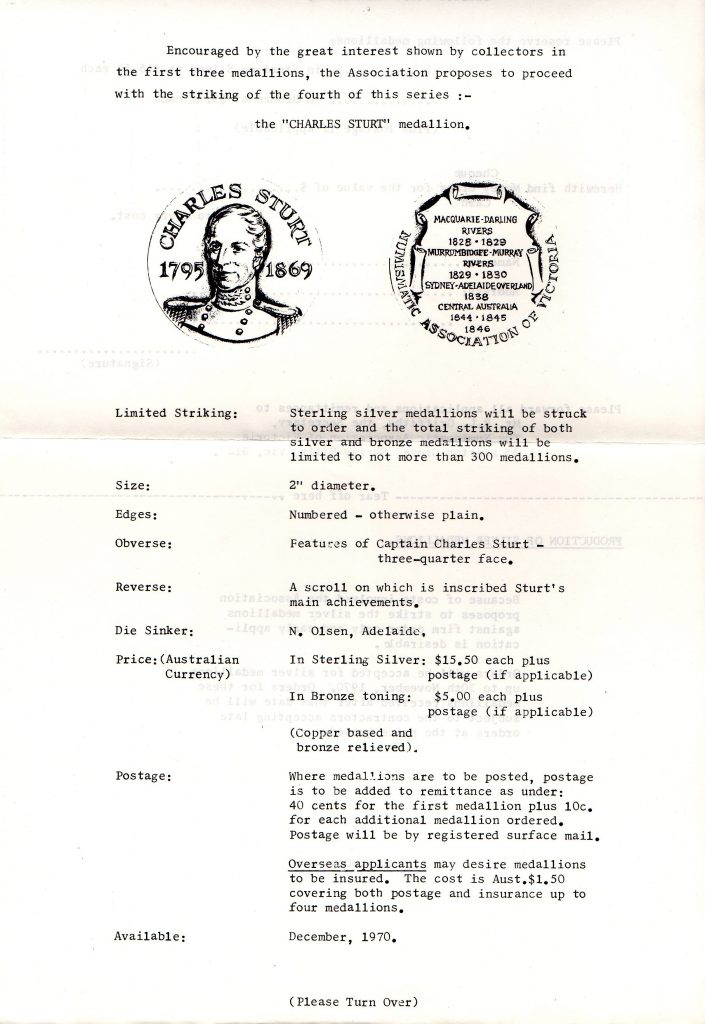 Encouraged by the great interest shown by collectors in
the first three medallions, the Association proposes to proceed
with the striking of the fourth of this series :-
the "CHARLES STURT" medallion.
CHARLES STURT
1795 1869
MACQUARIE-DARLING
RIVERS
1828 • 1829
MURRUMBIDGEE-MURRAY
RIVERS
1829 • 1830
SYDNEY-ADELAIDE OVERLAND
1838
CENTRAL AUSTRALIA
1844 • 1845
1846
NUMISMATIC ASSOCIATION OF VICTORIA
Limited Striking: Sterling silver medallions will be struck
to order and the total striking of both
silver and bronze medallions will be
limited to not more than 300 medallions.
Size: 2" diameter.
Edges: Numbered - otherwise plain.
Obverse: Features of Captain Charles Sturt -
three-quarter face.
Reverse: A scroll on which is inscribed Sturt's
main achievements.
Die Sinker: N. Olsen, Adelaide.
Price:(Australian In Sterling Silver: $15.50 each plus
Currency) postage (if applicable)
In Bronze toning: $5.00 each plus
postage (if applicable)
(Copper based and
bronze relieved).
Postage: Where medallions are to be posted, postage
is to be added to remittance as under:
40 cents for the first medallion plus 10c.
for each additional medallion ordered.
Postage will be by registered surface mail.
Overseas applicants may desire medallions
to be insured. The cost is Aust.$1.50
covering both postage and insurance up to
four medallions.
Available: December, 1970.
(Please Turn Over)